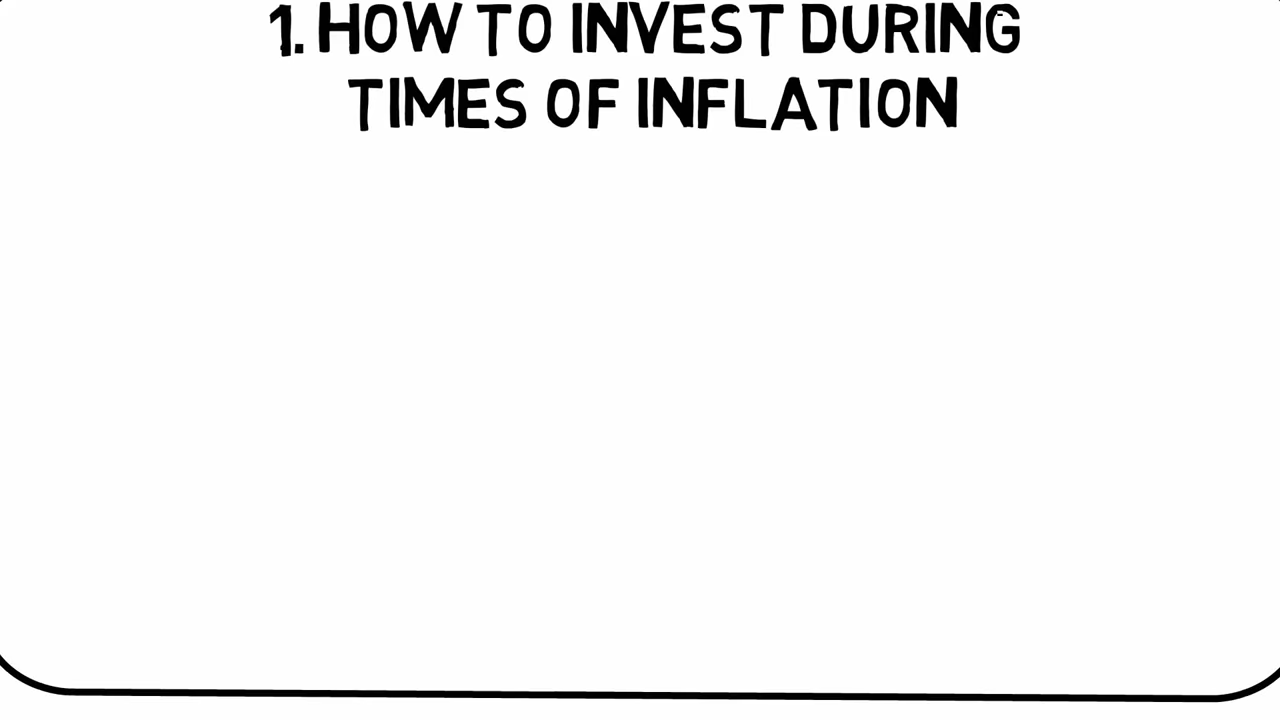 1. HOW TO INVEST DURING
TIMES OF INFLATION